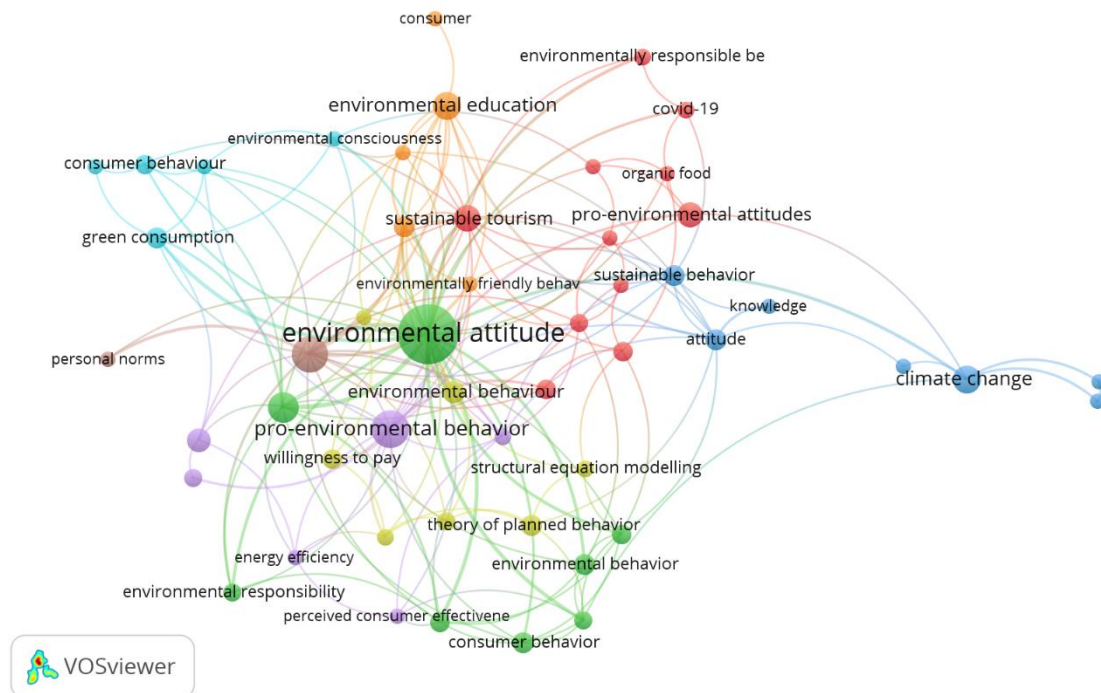 consumer
environmentally responsible be
environmental education
covid-19
environmental consciousness
consumer behaviour
organic food
sustainable tourism
pro-environmental attitudes
green consumption
sustainable behavior
environmentally friendly behav
knowledge
environmental attitude
attitude
personal norms
climate change
environmental behaviour
pro-environmental behavior
willingness to pay
structural equation modelling
theory of planned behavior
energy efficiency
environmental behavior
environmental responsibility
perceived consumer effectivene
consumer behavior
VOSviewer